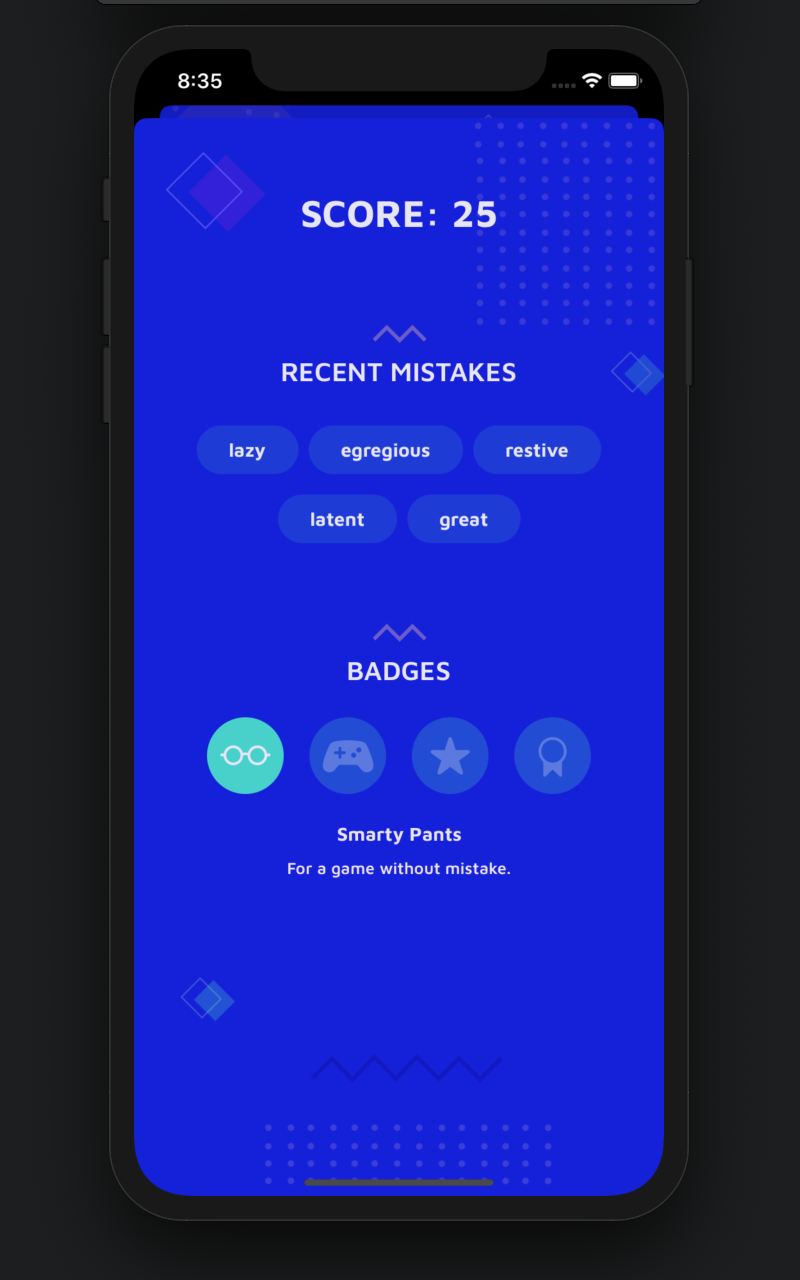 8:35
SCORE: 25
RECENT MISTAKES
lazy egregious restive
latent great
BADGES
Smarty Pants
For a game without mistake.